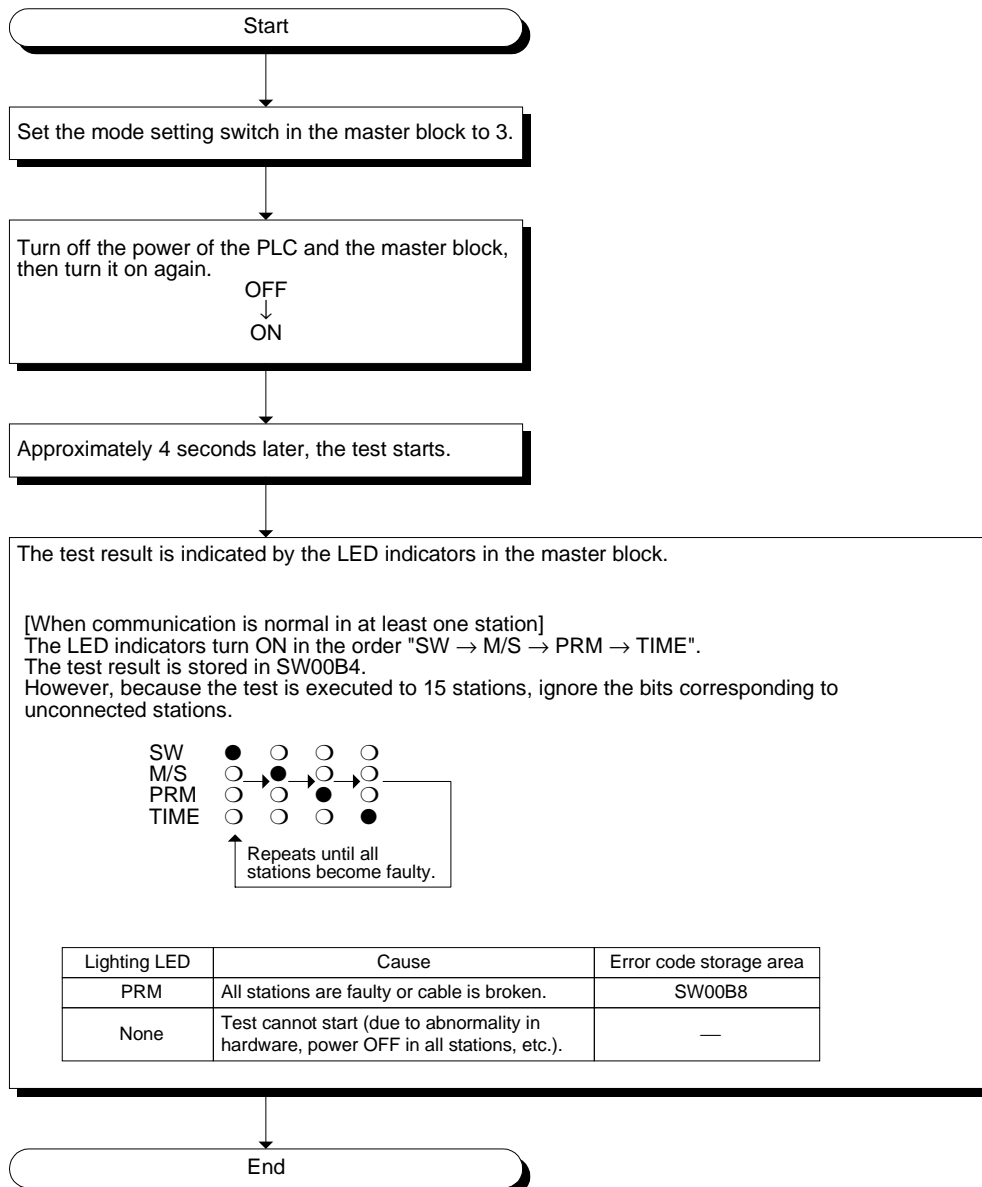 Start
Set the mode setting switch in the master block to 3.
Turn off the power of the PLC and the master block,
then turn it on again.
OFF
↓
ON
Approximately 4 seconds later, the test starts.
The test result is indicated by the LED indicators in the master block.
[When communication is normal in at least one station]
The LED indicators turn ON in the order "SW → M/S → PRM → TIME".
The test result is stored in SW00B4.
However, because the test is executed to 15 stations, ignore the bits corresponding to
unconnected stations.
SW
M/S
PRM
TIME
Repeats until all
stations become faulty.
Lighting LED Cause Error code storage area
PRM All stations are faulty or cable is broken. SW00B8
None Test cannot start (due to abnormality in
hardware, power OFF in all stations, etc.). —
End